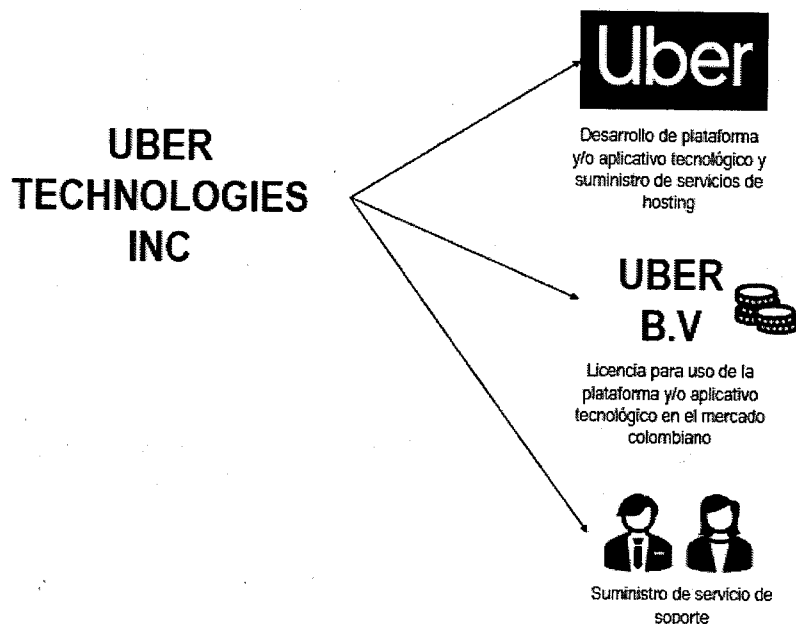 UBER
TECHNOLOGIES
INC
Uber
Desarrollo de plataforma
y/o aplicativo tecnológico y
suministro de servicios de
hosting
UBER
B.V
Licencia para uso de la
plataforma y/o aplicativo
tecnológico en el mercado
colombiano
Suministro de servicio de
soporte